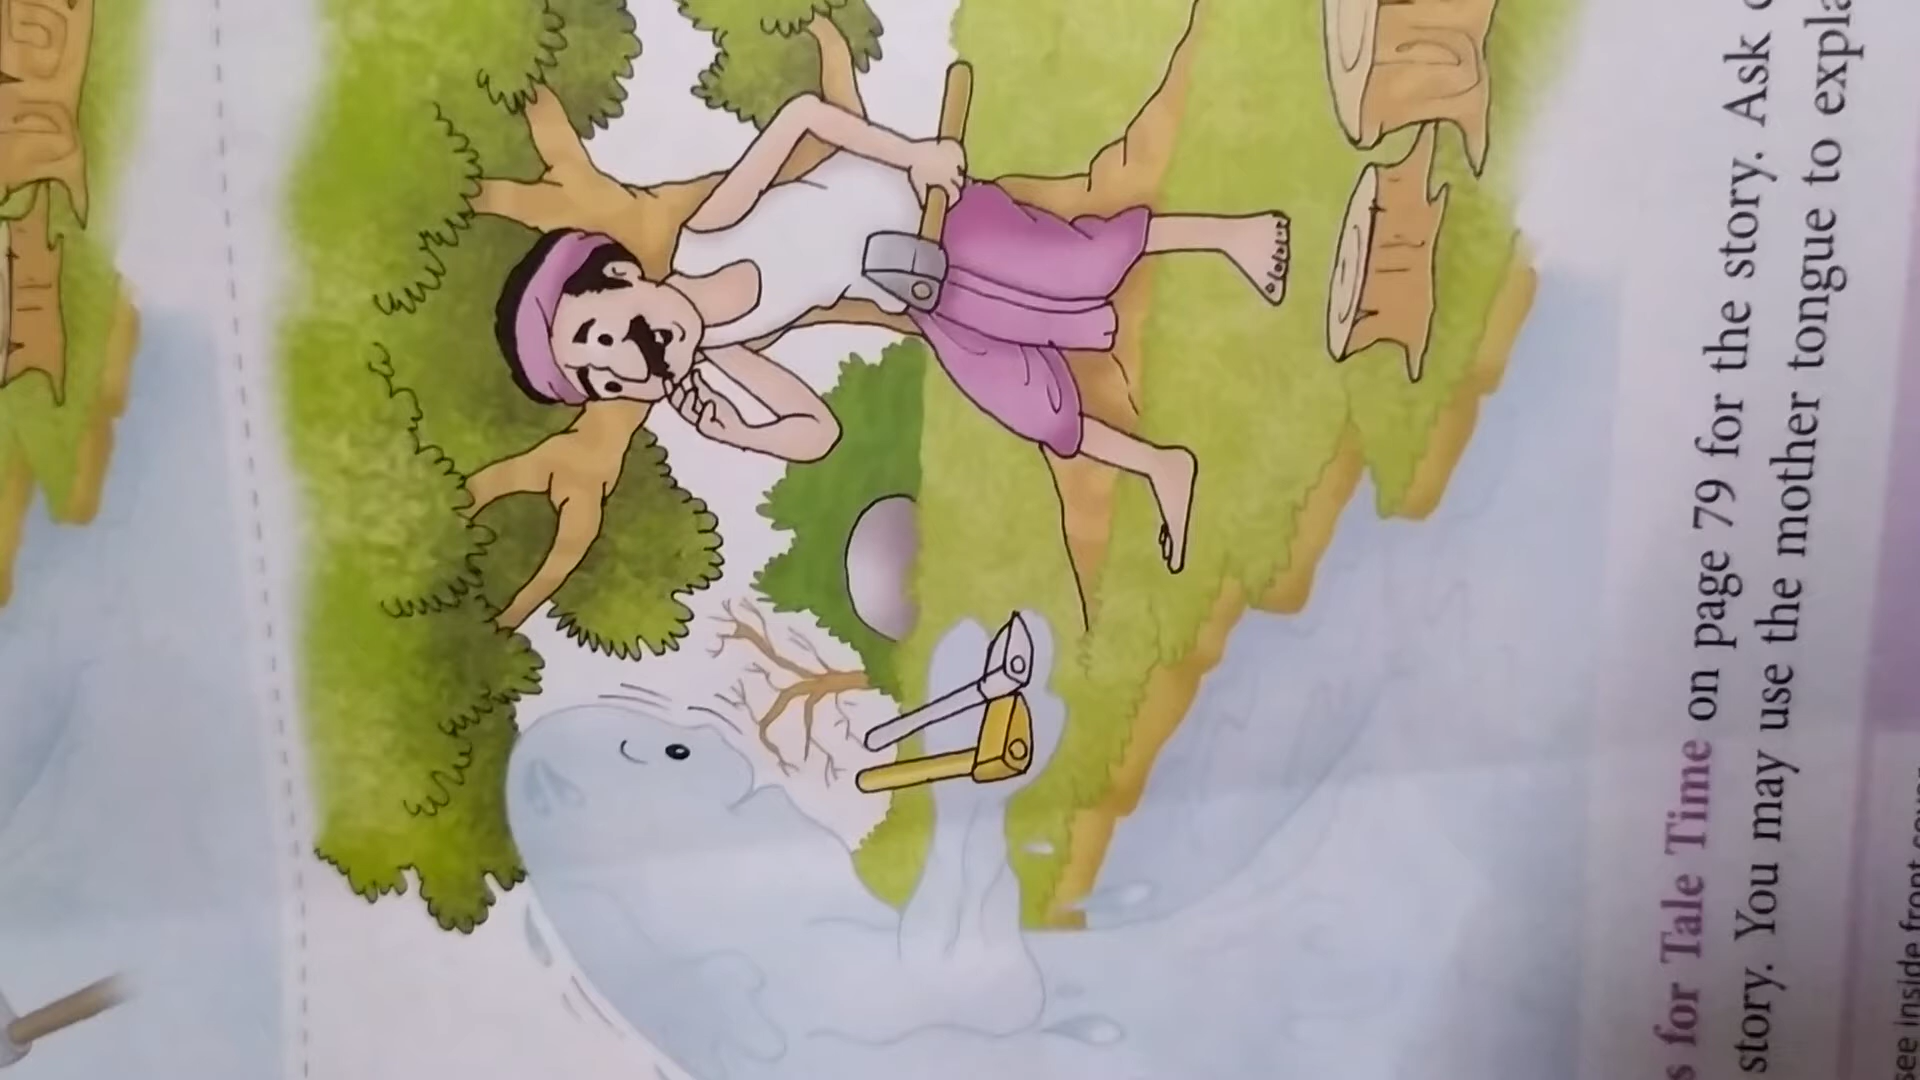 for Tale Time on page 79 for the story. Ask
story. You may use the mother tongue to
see inside front